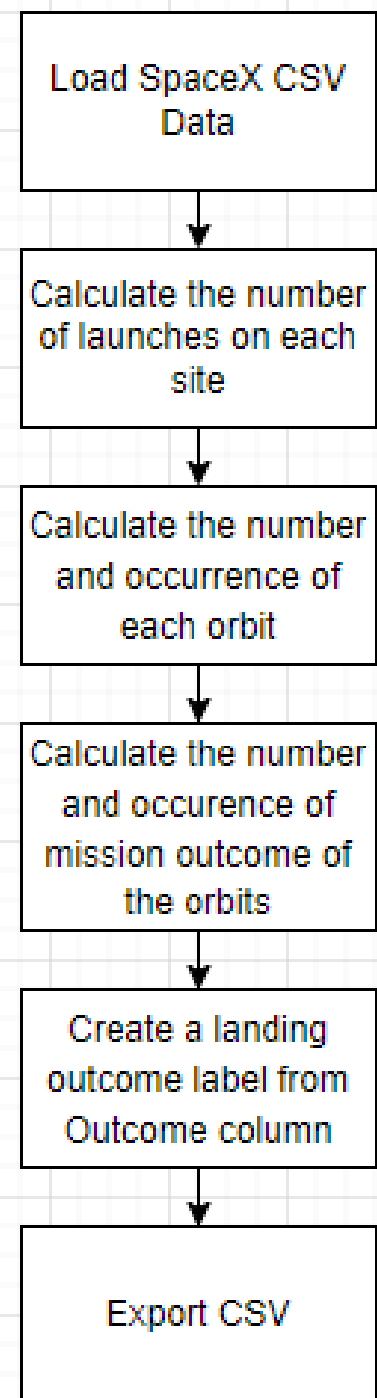 Load SpaceX CSV
Data
Calculate the number
of launches on each
site
Calculate the number
and occurrence of
each orbit
Calculate the number
and occurence of
mission outcome of
the orbits
Create a landing
outcome label from
Outcome column
Export CSV